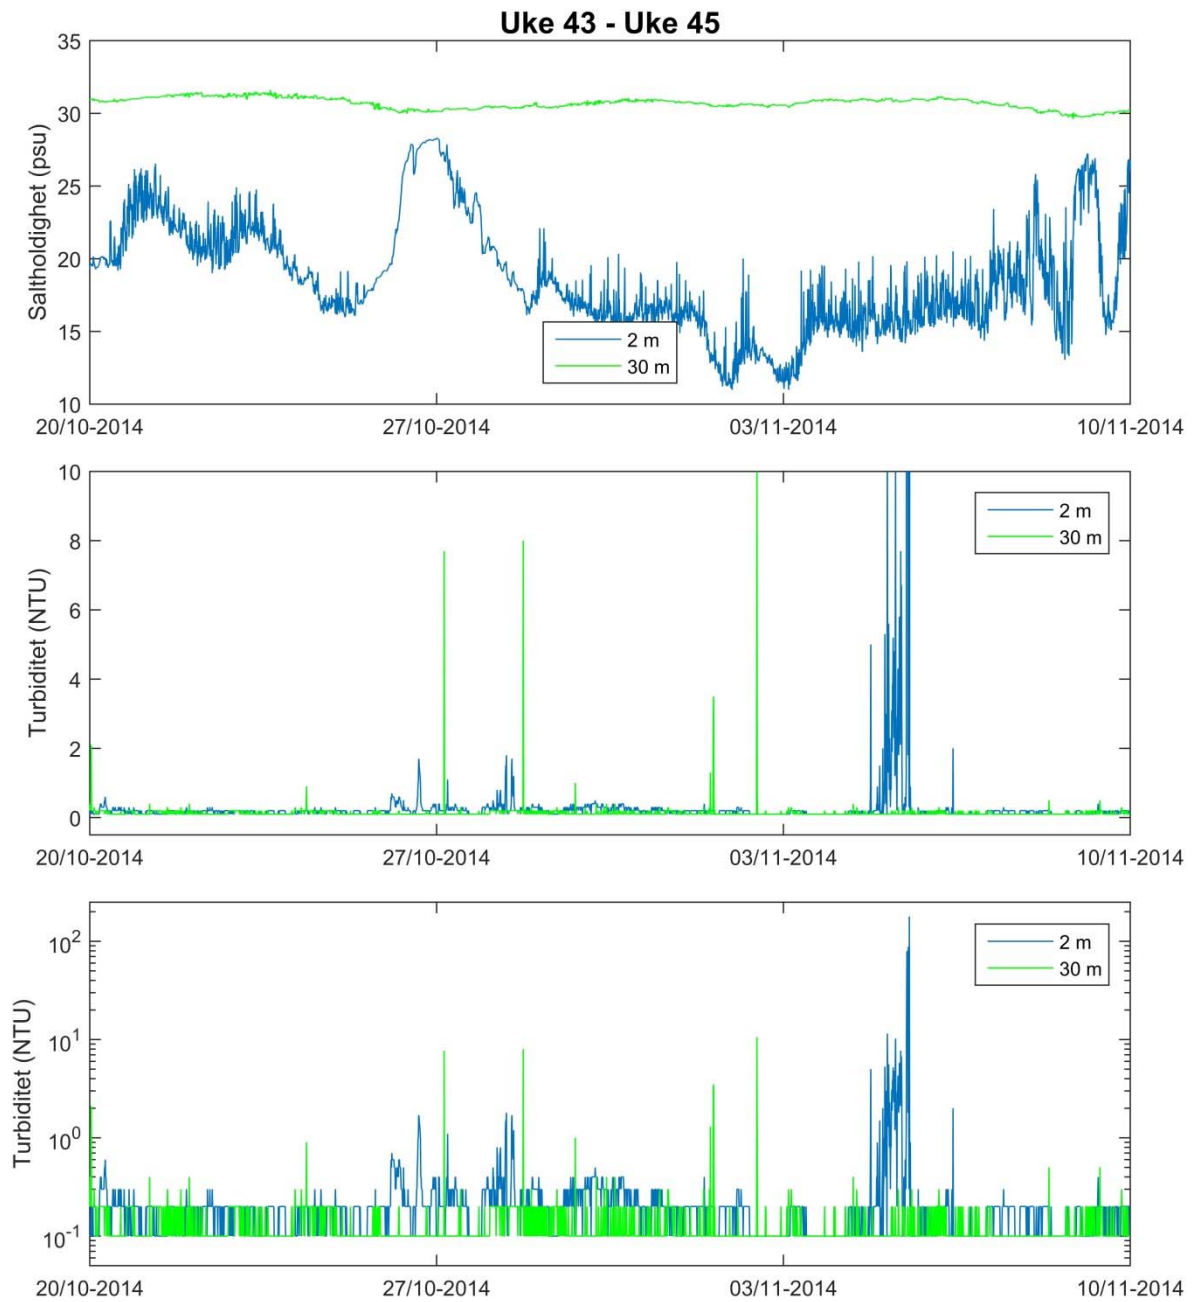 Uke 43 - Uke 45
35
30
25
20
15
10
Saltholdighet (psu)
2 m
30 m
20/10-2014 27/10-2014 03/11-2014 10/11-2014
10
8
6
4
2
0
Turbiditet (NTU)
2 m
30 m
20/10-2014 27/10-2014 03/11-2014 10/11-2014
10²
10¹
10⁰
10⁻¹
Turbiditet (NTU)
2 m
30 m
20/10-2014 27/10-2014 03/11-2014 10/11-2014